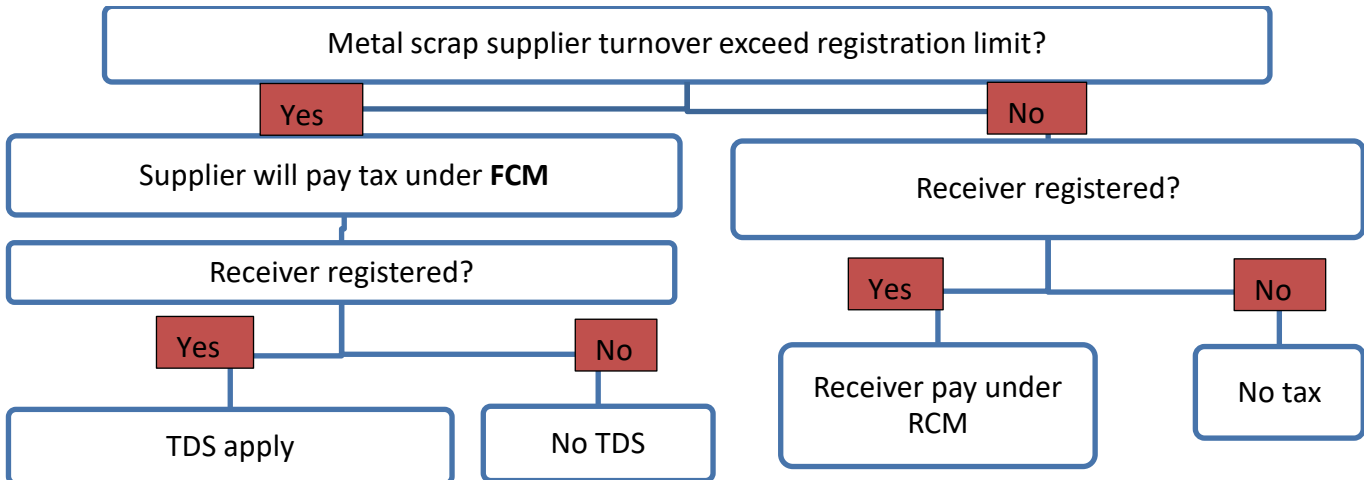 Metal scrap supplier turnover exceed registration limit?
Yes
No
Supplier will pay tax under FCM
Receiver registered?
Receiver registered?
Yes
No
Yes
No
Receiver pay under
RCM
No tax
TDS apply
No TDS